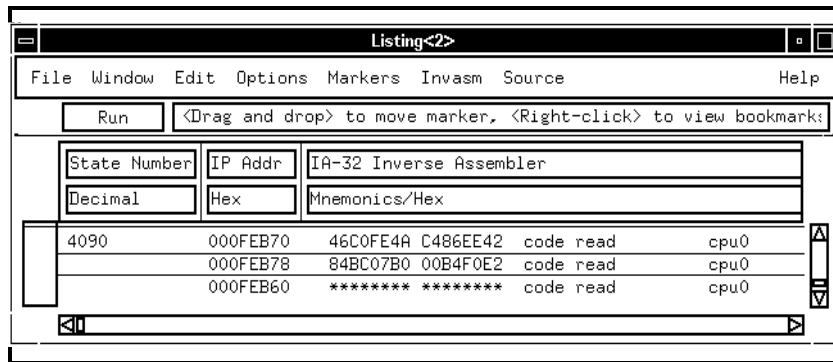 Listing<2>
File Window Edit Options Markers Invasm Source Help
Run <Drag and drop> to move marker, <Right-click> to view bookmarks
State Number IP Addr IA-32 Inverse Assembler
Decimal Hex Mnemonics/Hex
4090 000FEB70 46C0FE4A C486EE42 code read cpu0
000FEB78 84BC07B0 00B4F0E2 code read cpu0
000FEB60 ******** ******** code read cpu0